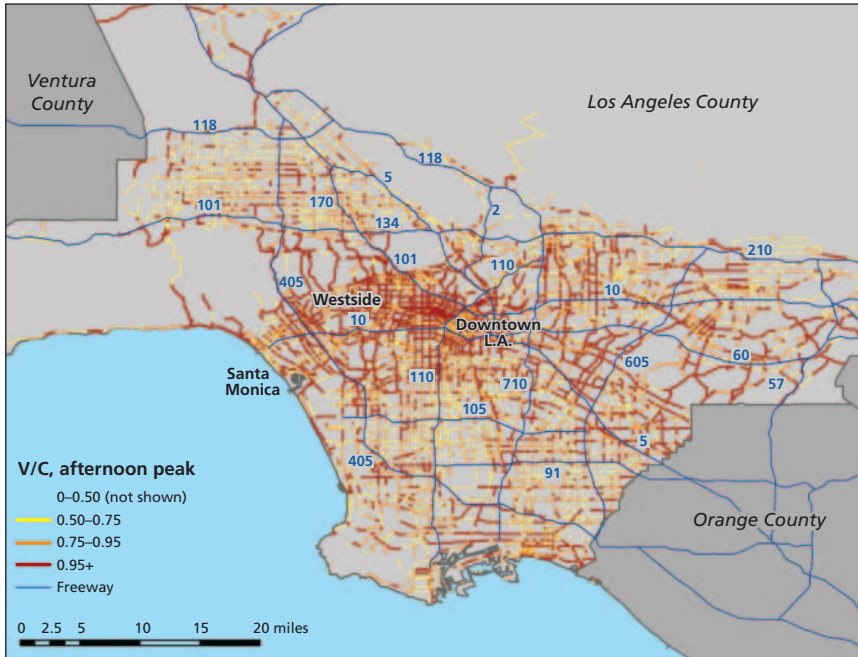 Ventura
County
Los Angeles County
118
118
5
170
2
101
134
101
110
210
405
10
Westside
10
Downtown
L.A.
605
60
Santa
Monica
110
710
57
105
5
405
91
Orange County
V/C, afternoon peak
0–0.50 (not shown)
0.50–0.75
0.75–0.95
0.95+
Freeway
0 2.5 5 10 15 20 miles